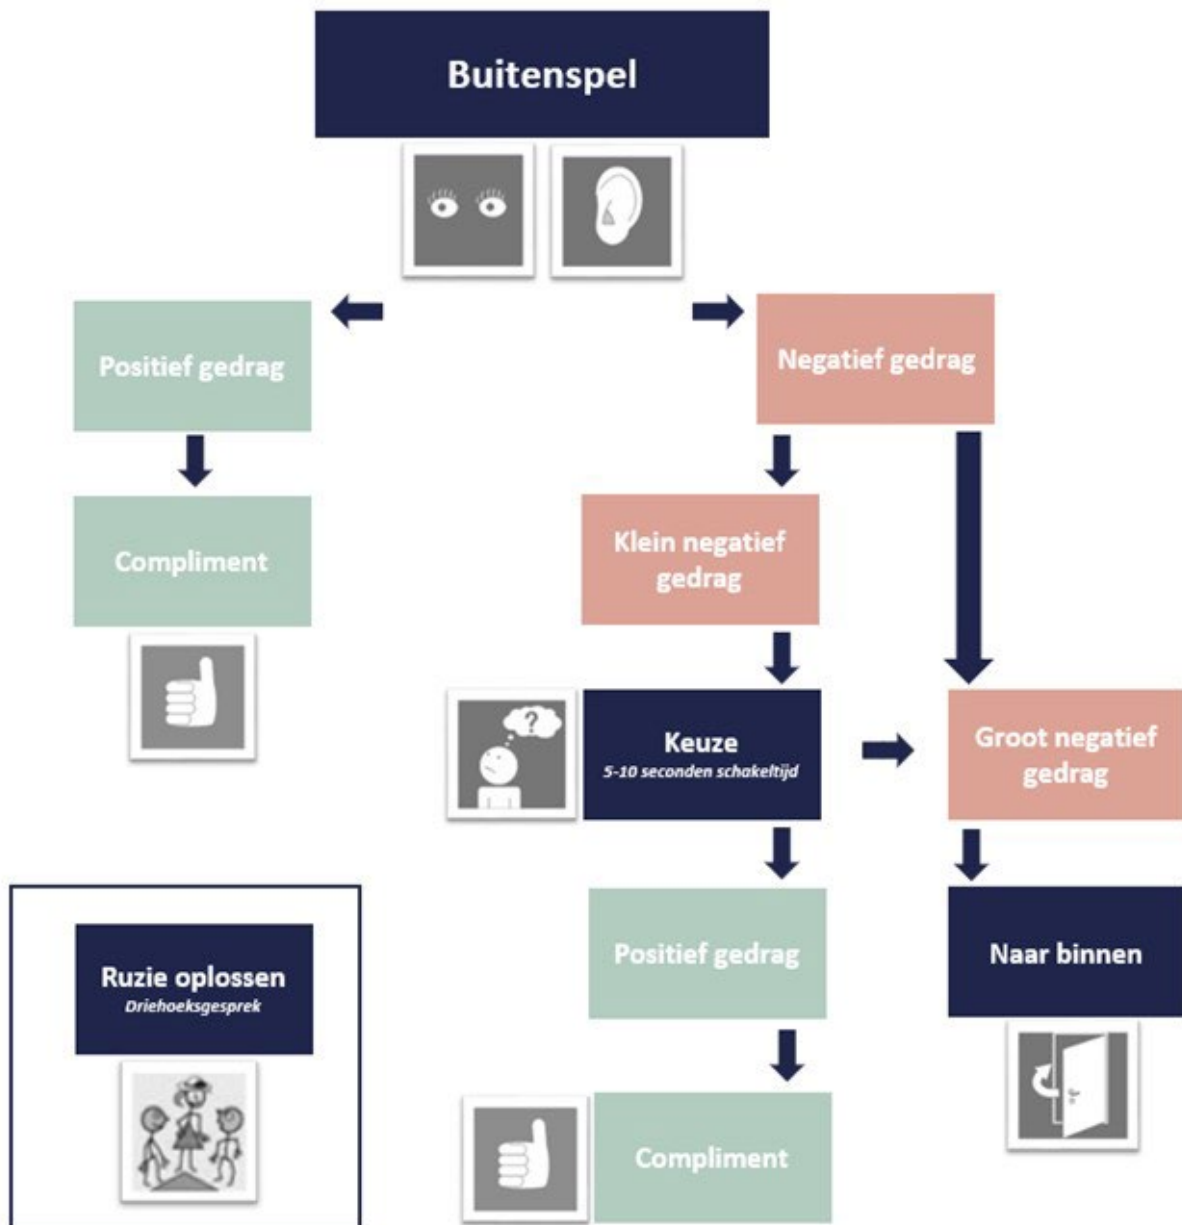 Buitenspel
Positief gedrag
Negatief gedrag
Compliment
Klein negatief
gedrag
?
Keuze
5-10 seconden schakeltijd
Groot negatief
gedrag
Positief gedrag
Naar binnen
Ruzie oplossen
Driehoeksgesprek
Compliment